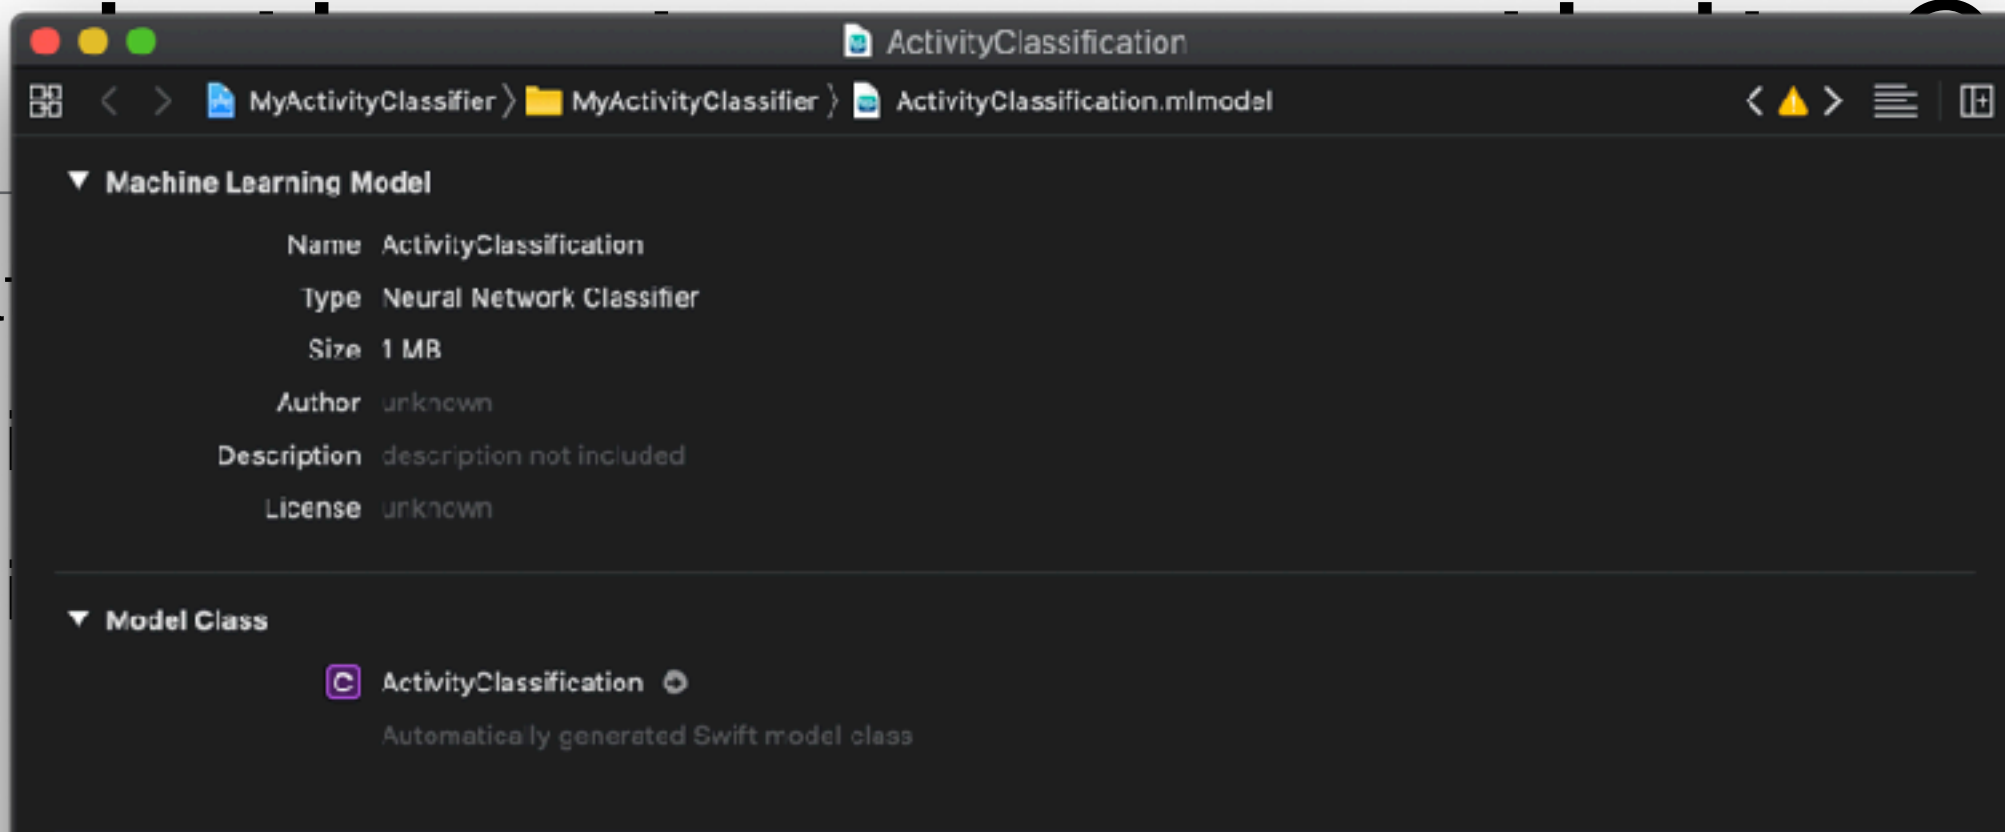 ActivityClassification
MyActivityClassifier 〉 MyActivityClassifier 〉 ActivityClassification.mlmodel
Machine Learning Model
Name ActivityClassification
Type Neural Network Classifier
Size 1 MB
Author unknown
Description description not included
License unknown
Model Class
C ActivityClassification
Automatically generated Swift model class